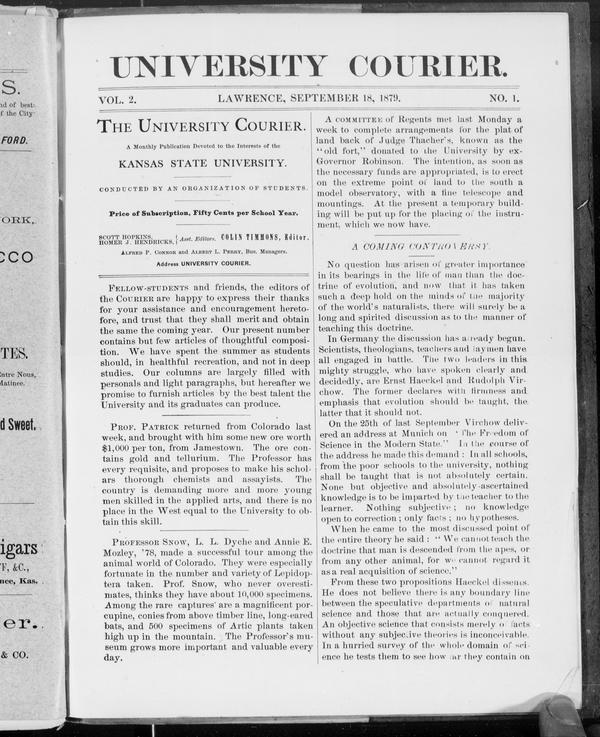 S.
nd of best
f the City
FORD.
ORK,
CCO
TES.
Entre Nous,
Matinee.
d Sweet.
igars
F, &C.,
nce, Kas.
er.
& CO.
UNIVERSITY COURIER.
VOL. 2. LAWRENCE, SEPTEMBER 18, 1879. NO. 1.
THE UNIVERSITY COURIER.
A Monthly Publication Devoted to the Interests of the
KANSAS STATE UNIVERSITY.
CONDUCTED BY AN ORGANIZATION OF STUDENTS.
Price of Subscription, Fifty Cents per School Year.
SCOTT HOPKINS,
HOMER J. HENDRICKS, } Asst. Editors. COLIN TIMMONS, Editor.
ALFRED P. CONNOR and ALBERT L. PERRY, Bus. Managers.
Address UNIVERSITY COURIER.
FELLOW-STUDENTS and friends, the editors of
the COURIER are happy to express their thanks
for your assistance and encouragement hereto-
fore, and trust that they shall merit and obtain
the same the coming year. Our present number
contains but few articles of thoughtful composi-
tion. We have spent the summer as students
should, in healthful recreation, and not in deep
studies. Our columns are largely filled with
personals and light paragraphs, but hereafter we
promise to furnish articles by the best talent the
University and its graduates can produce.
PROF. PATRICK returned from Colorado last
week, and brought with him some new ore worth
$1,000 per ton, from Jamestown. The ore con-
tains gold and tellurium. The Professor has
every requisite, and proposes to make his schol-
ars thorough chemists and assayists. The
country is demanding more and more young
men skilled in the applied arts, and there is no
place in the West equal to the University to ob-
tain this skill.
PROFESSOR SNOW, L. L. Dyche and Annie E.
Mozley, '78, made a successful tour among the
animal world of Colorado. They were especially
fortunate in the number and variety of Lepidop-
tera taken. Prof. Snow, who never overesti-
mates, thinks they have about 10,000 specimens.
Among the rare captures are a magnificent por-
cupine, conies from above timber line, long-eared
bats, and 500 specimens of Artic plants taken
high up in the mountain. The Professor's mu-
seum grows more important and valuable every
day.
A COMMITTEE of Regents met last Monday a
week to complete arrangements for the plat of
land back of Judge Thacher's, known as the
"old fort," donated to the University by ex-
Governor Robinson. The intention, as soon as
the necessary funds are appropriated, is to erect
on the extreme point of land to the south a
model observatory, with a fine telescope and
mountings. At the present a temporary build-
ing will be put up for the placing of the instru-
ment, which we now have.
A COMING CONTROVERSY.
No question has arisen of greater importance
in its bearings in the life of man than the doc-
trine of evolution, and now that it has taken
such a deep hold on the minds of the majority
of the world's naturalists, there will surely be a
long and spirited discussion as to the manner of
teaching this doctrine.
In Germany the discussion has already begun.
Scientists, theologians, teachers and laymen have
all engaged in battle. The two leaders in this
mighty struggle, who have spoken clearly and
decidedly, are Ernst Haeckel and Rudolph Vir-
chow. The former declares with firmness and
emphasis that evolution should be taught, the
latter that it should not.
On the 25th of last September Virchow deliv-
ered an address at Munich on "The Freedom of
Science in the Modern State." In the course of
the address he made this demand: In all schools,
from the poor schools to the university, nothing
shall be taught that is not absolutely certain.
None but objective and absolutely ascertained
knowledge is to be imparted by the teacher to the
learner. Nothing subjective; no knowledge
open to correction; only facts; no hypotheses.
When he came to the most discussed point of
the entire theory he said: "We cannot teach the
doctrine that man is descended from the apes, or
from any other animal, for we cannot regard it
as a real acquisition of science."
From these two propositions Haeckel dissents.
He does not believe there is any boundary line
between the speculative departments of natural
science and those that are actually conquered.
An objective science that consists merely of facts
without any subjective theories is inconceivable.
In a hurried survey of the whole domain of sci-
ence he tests them to see how far they contain on